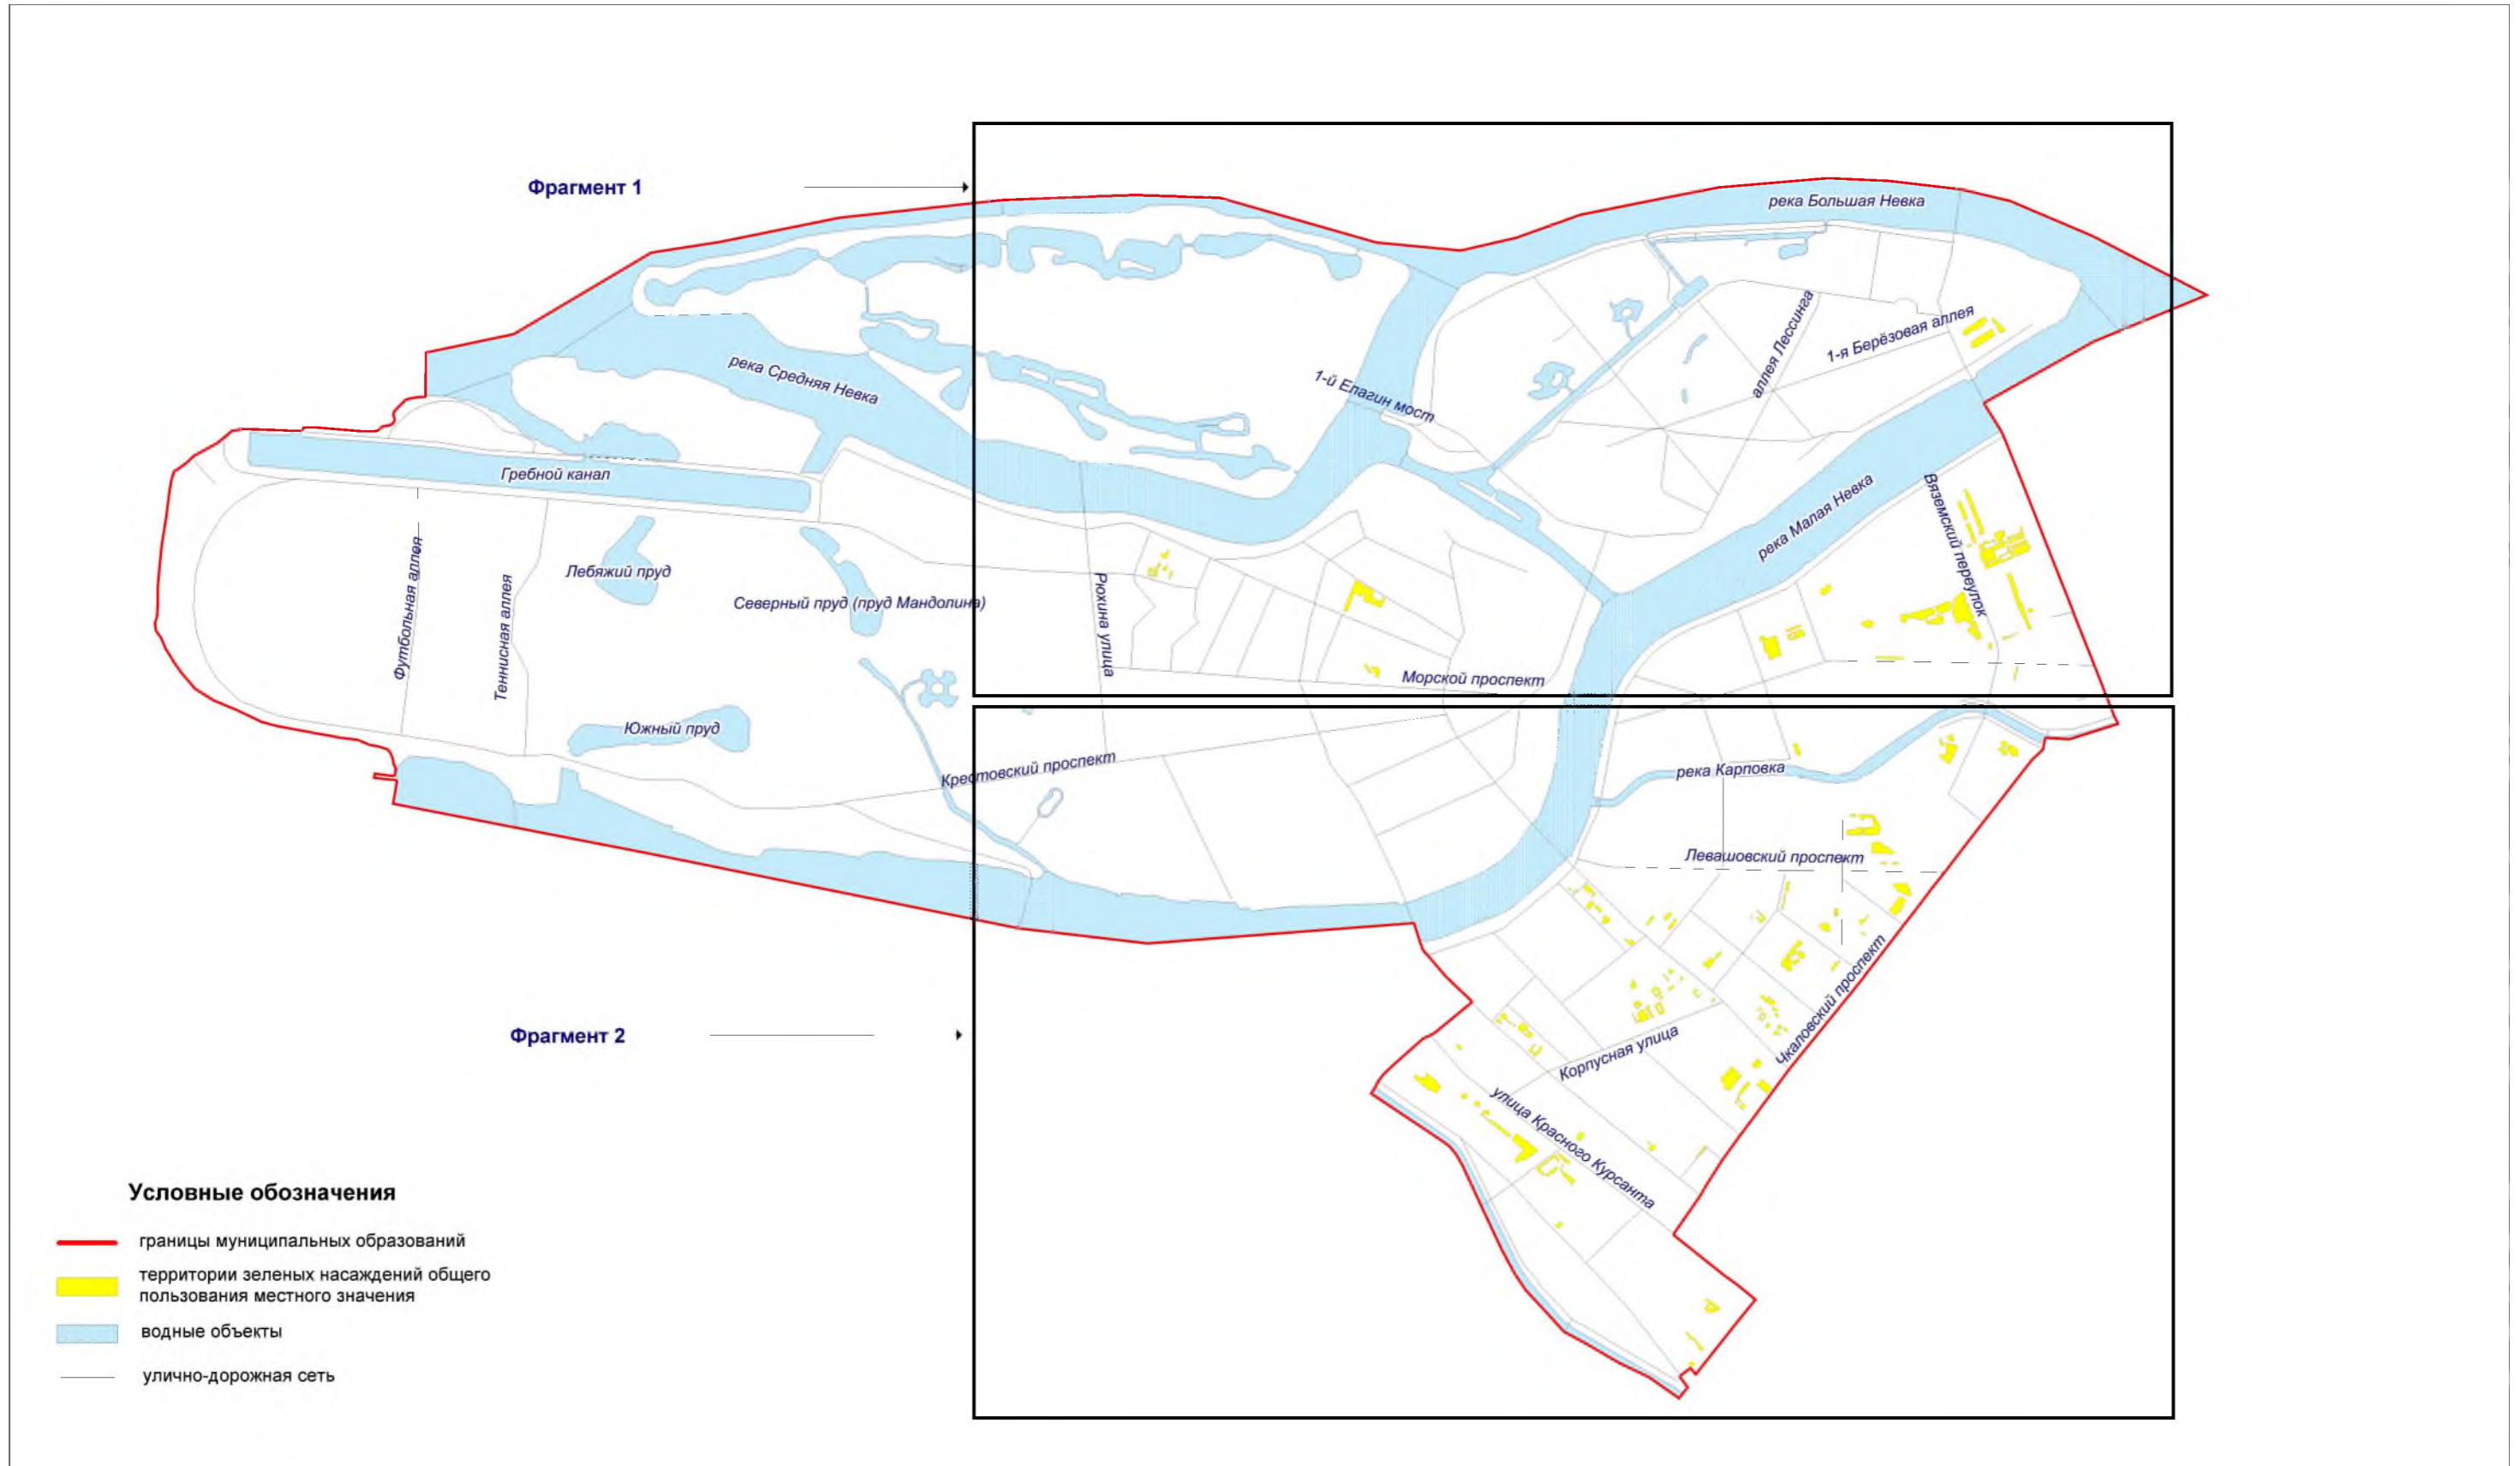 Фрагмент 1
река Большая Невка
аллея Лессинга
1-я Берёзовая аллея
река Средняя Невка
1-й Елагин мост
Гребной канал
Вяземский переулок
река Малая Невка
Футбольная аллея
Теннисная аллея
Лебяжий пруд
Северный пруд (пруд Мандолина)
Рюхина улица
Морской проспект
Южный пруд
Крестовский проспект
река Карповка
Левашовский проспект
Чкаловский проспект
Фрагмент 2
Корпусная улица
улица Красного Курсанта
Условные обозначения
границы муниципальных образований
территории зеленых насаждений общего
пользования местного значения
водные объекты
улично-дорожная сеть